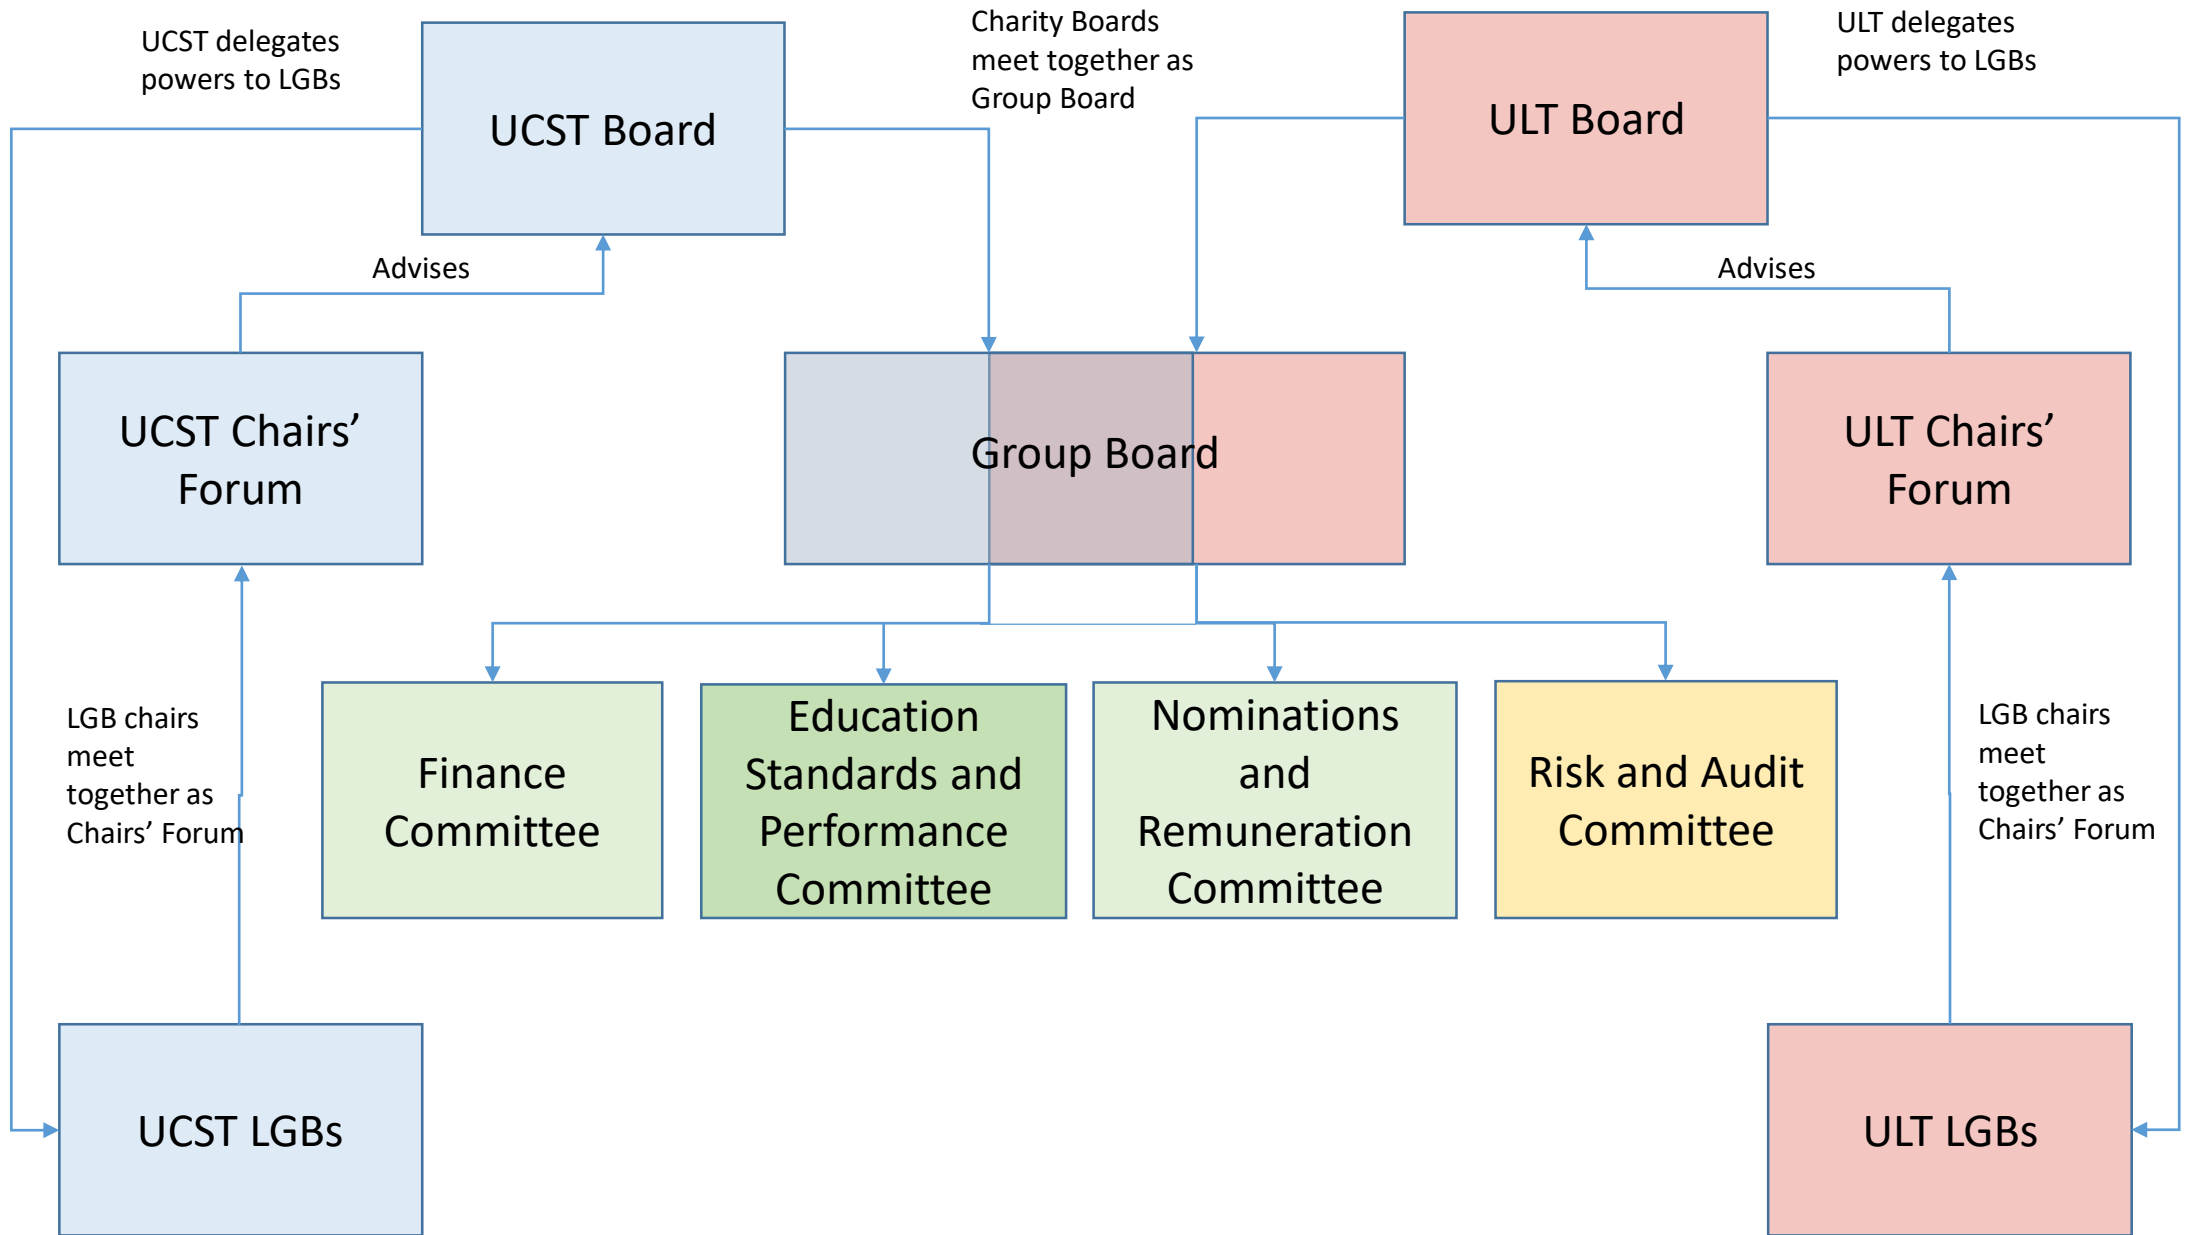 UCST delegates
powers to LGBs
UCST Board
Charity Boards
meet together as
Group Board
ULT Board
ULT delegates
powers to LGBs
Advises
Advises
UCST Chairs’
Forum
Group Board
ULT Chairs’
Forum
LGB chairs
meet
together as
Chairs’ Forum
Finance
Committee
Education
Standards and
Performance
Committee
Nominations
and
Remuneration
Committee
Risk and Audit
Committee
LGB chairs
meet
together as
Chairs’ Forum
UCST LGBs
ULT LGBs